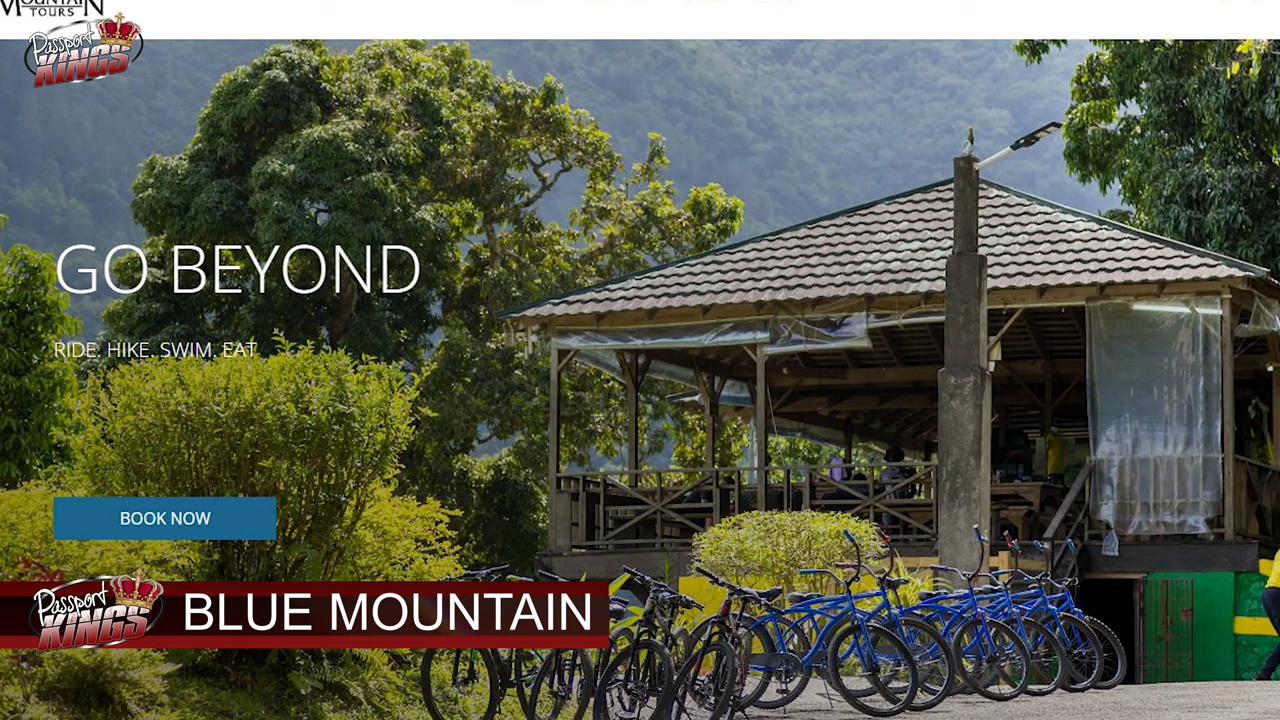 MOUNTAIN
TOURS
Passport
KINGS
GO BEYOND
RIDE. HIKE. SWIM. EAT
BOOK NOW
Passport
KINGS
BLUE MOUNTAIN